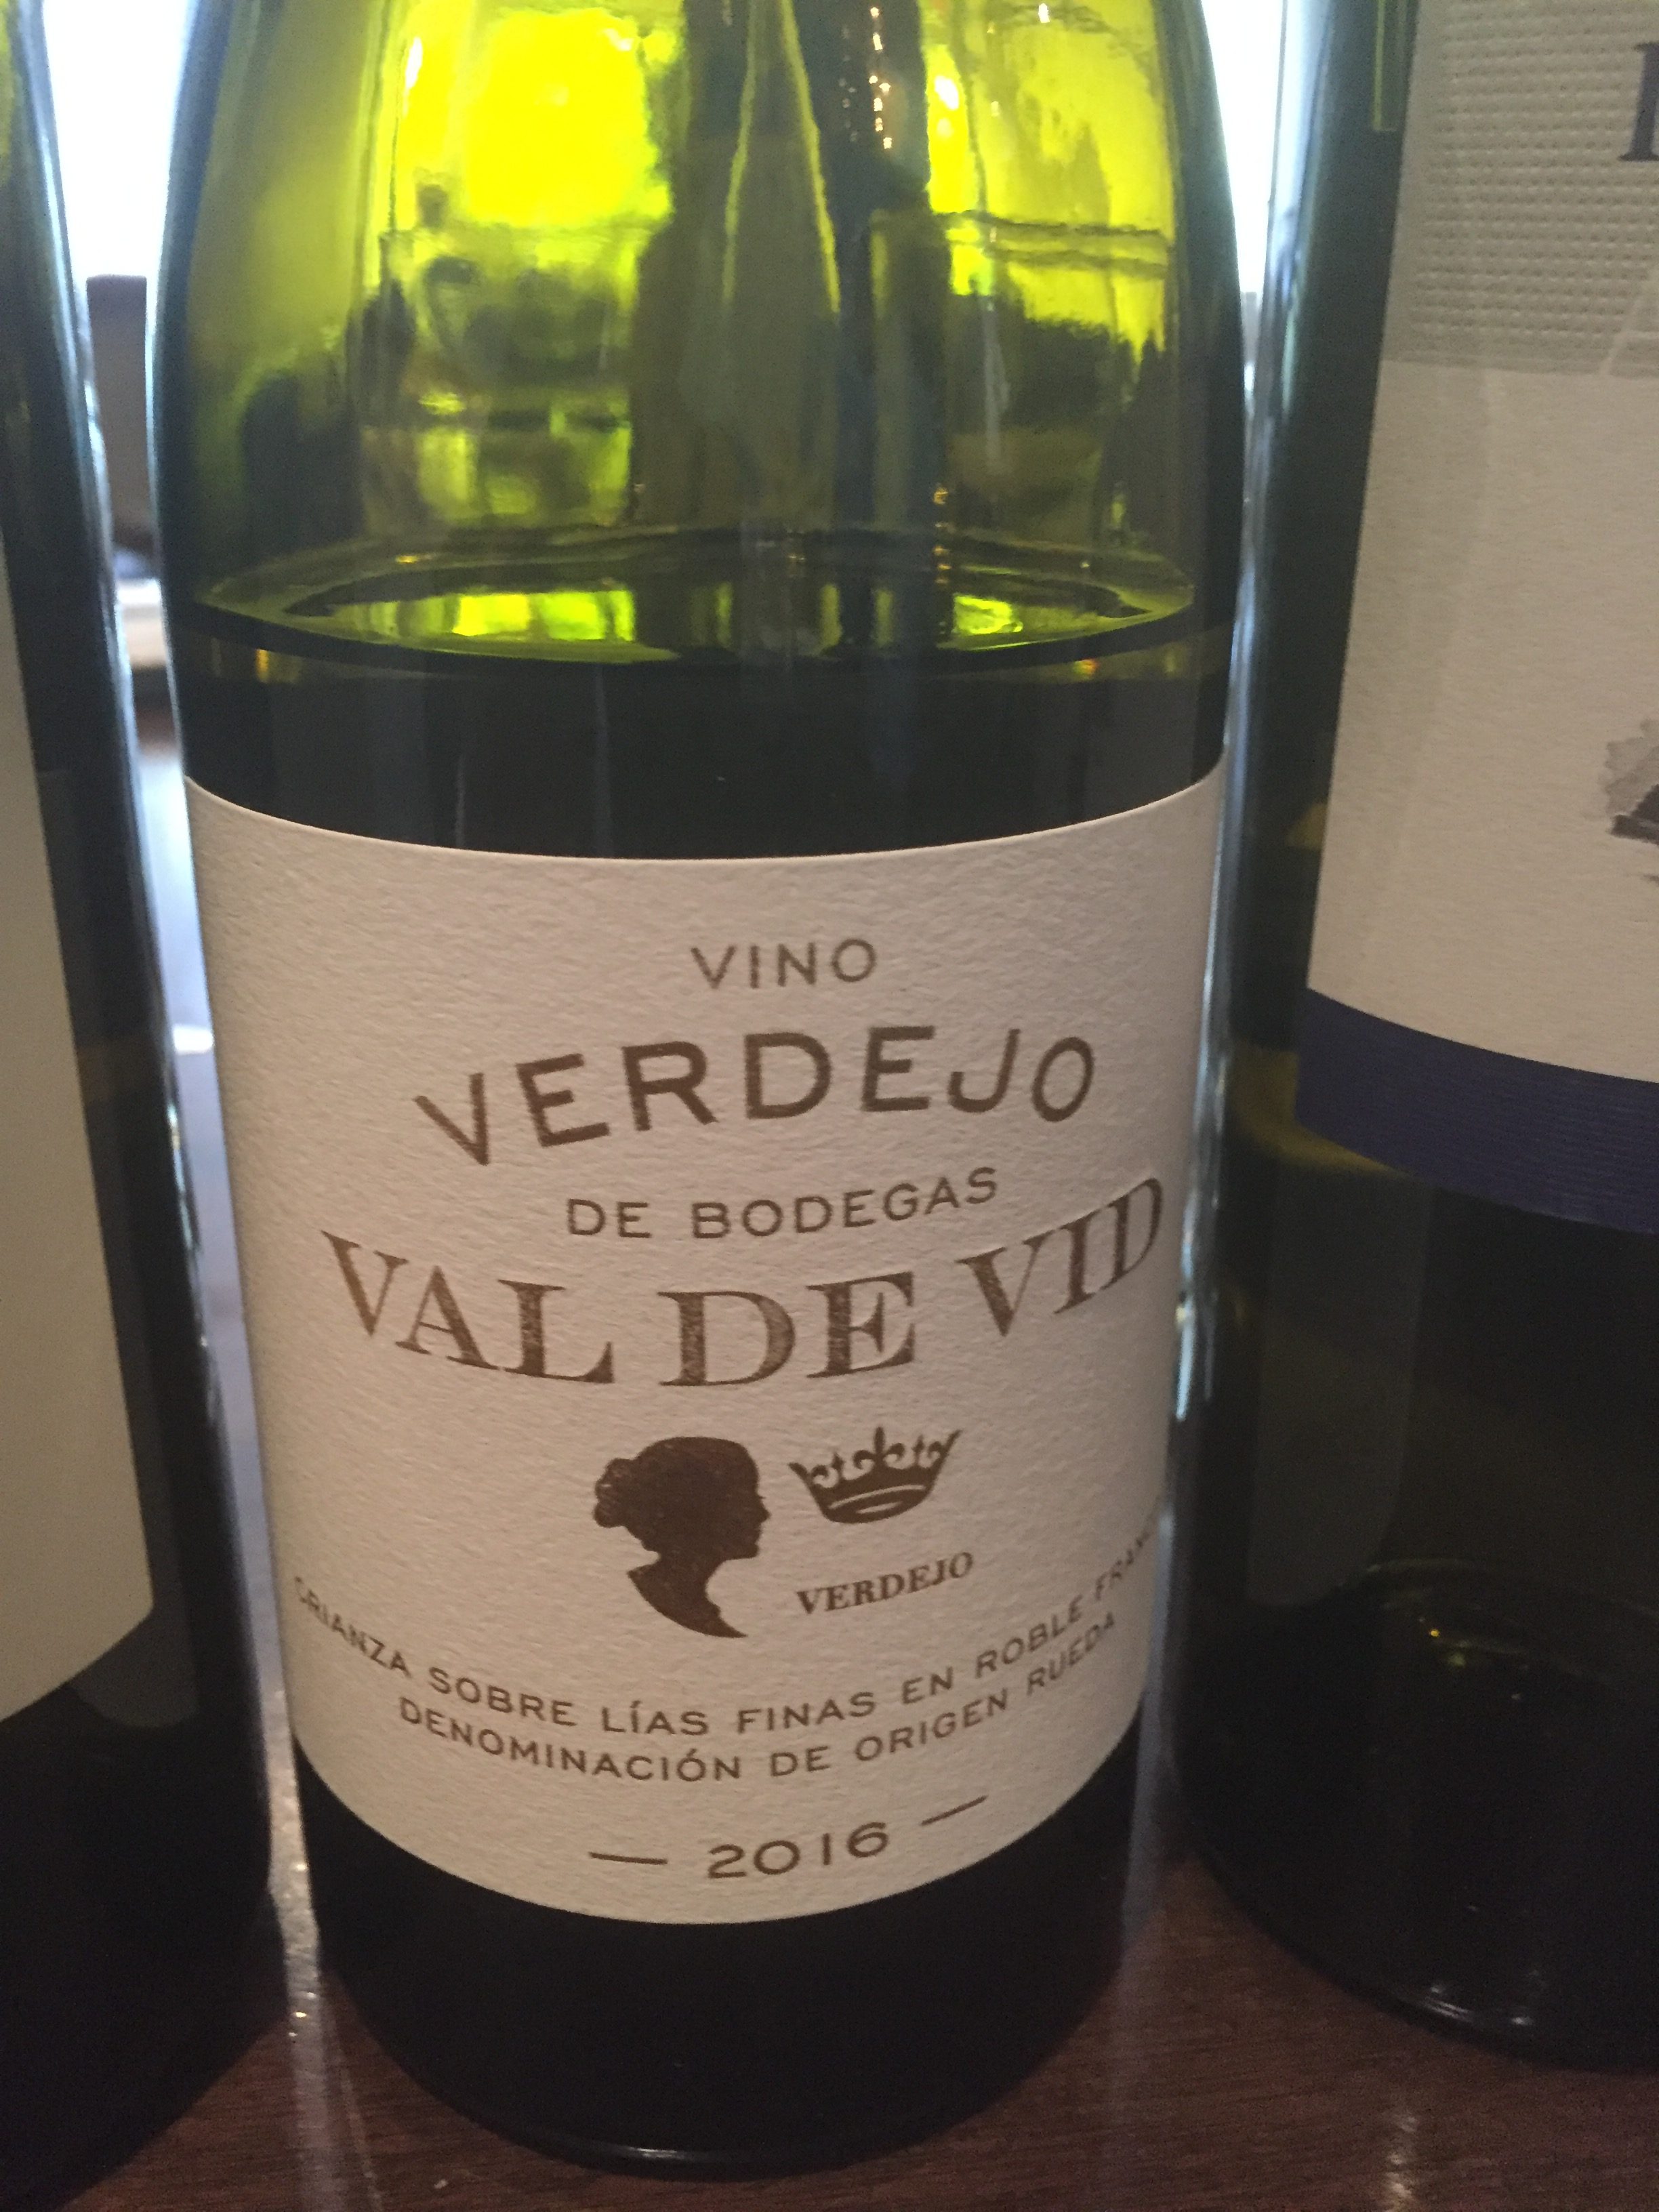 VINO
VERDEJO
DE BODEGAS
VAL DE VID
VERDEJO
CRIANZA SOBRE LÍAS FINAS EN ROBLE
DENOMINACIÓN DE ORIGEN RUEDA
— 2016 —